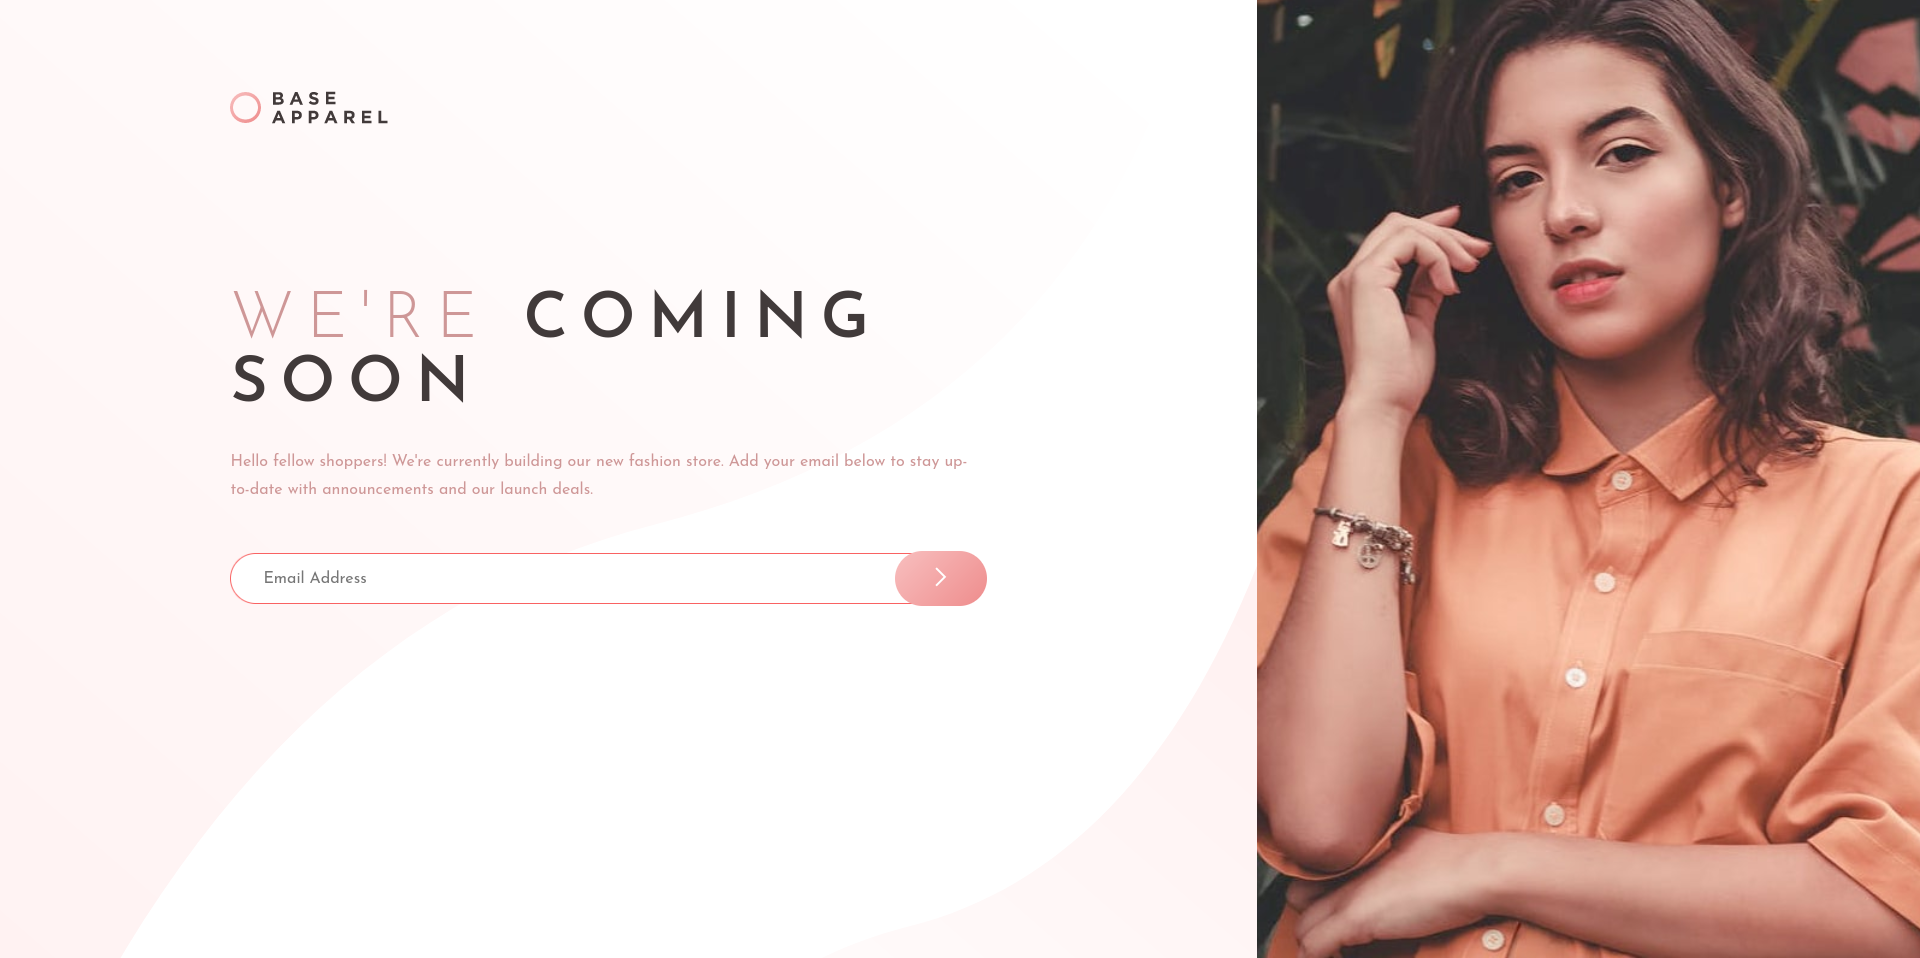 BASE
APPAREL
WE'RE COMING
SOON
Hello fellow shoppers! We're currently building our new fashion store. Add your email below to stay up-
to-date with announcements and our launch deals.
Email Address